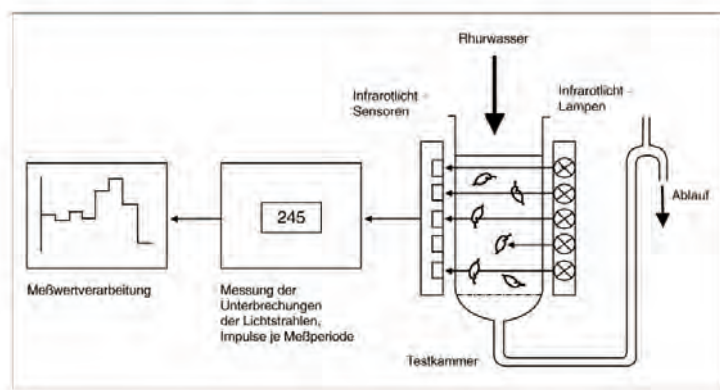 Rhurwasser
Infrarotlicht -
Sensoren
Infrarotlicht -
Lampen
Ablauf
245
Meßwertverarbeitung
Messung der
Unterbrechungen
der Lichtstrahlen,
Impulse je Meßperiode
Testkammer